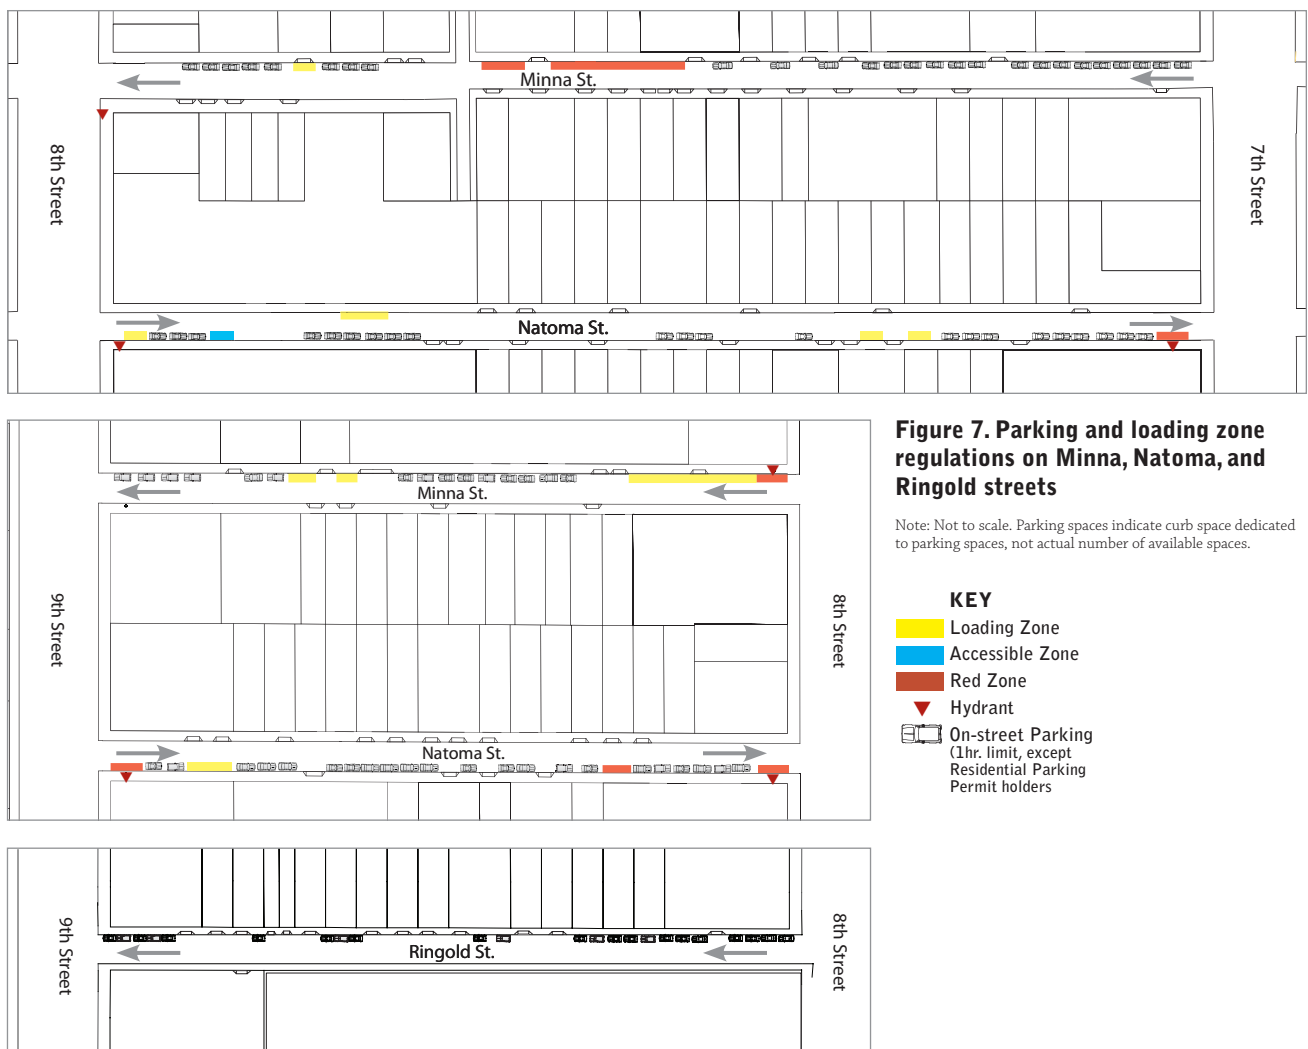 Minna St.
8th Street
7th Street
Natoma St.
Minna St.
9th Street
8th Street
Natoma St.
9th Street
8th Street
Ringold St.
Figure 7. Parking and loading zone
regulations on Minna, Natoma, and
Ringold streets
Note: Not to scale. Parking spaces indicate curb space dedicated
to parking spaces, not actual number of available spaces.
KEY
Loading Zone
Accessible Zone
Red Zone
Hydrant
On-street Parking
(1hr. limit, except
Residential Parking
Permit holders